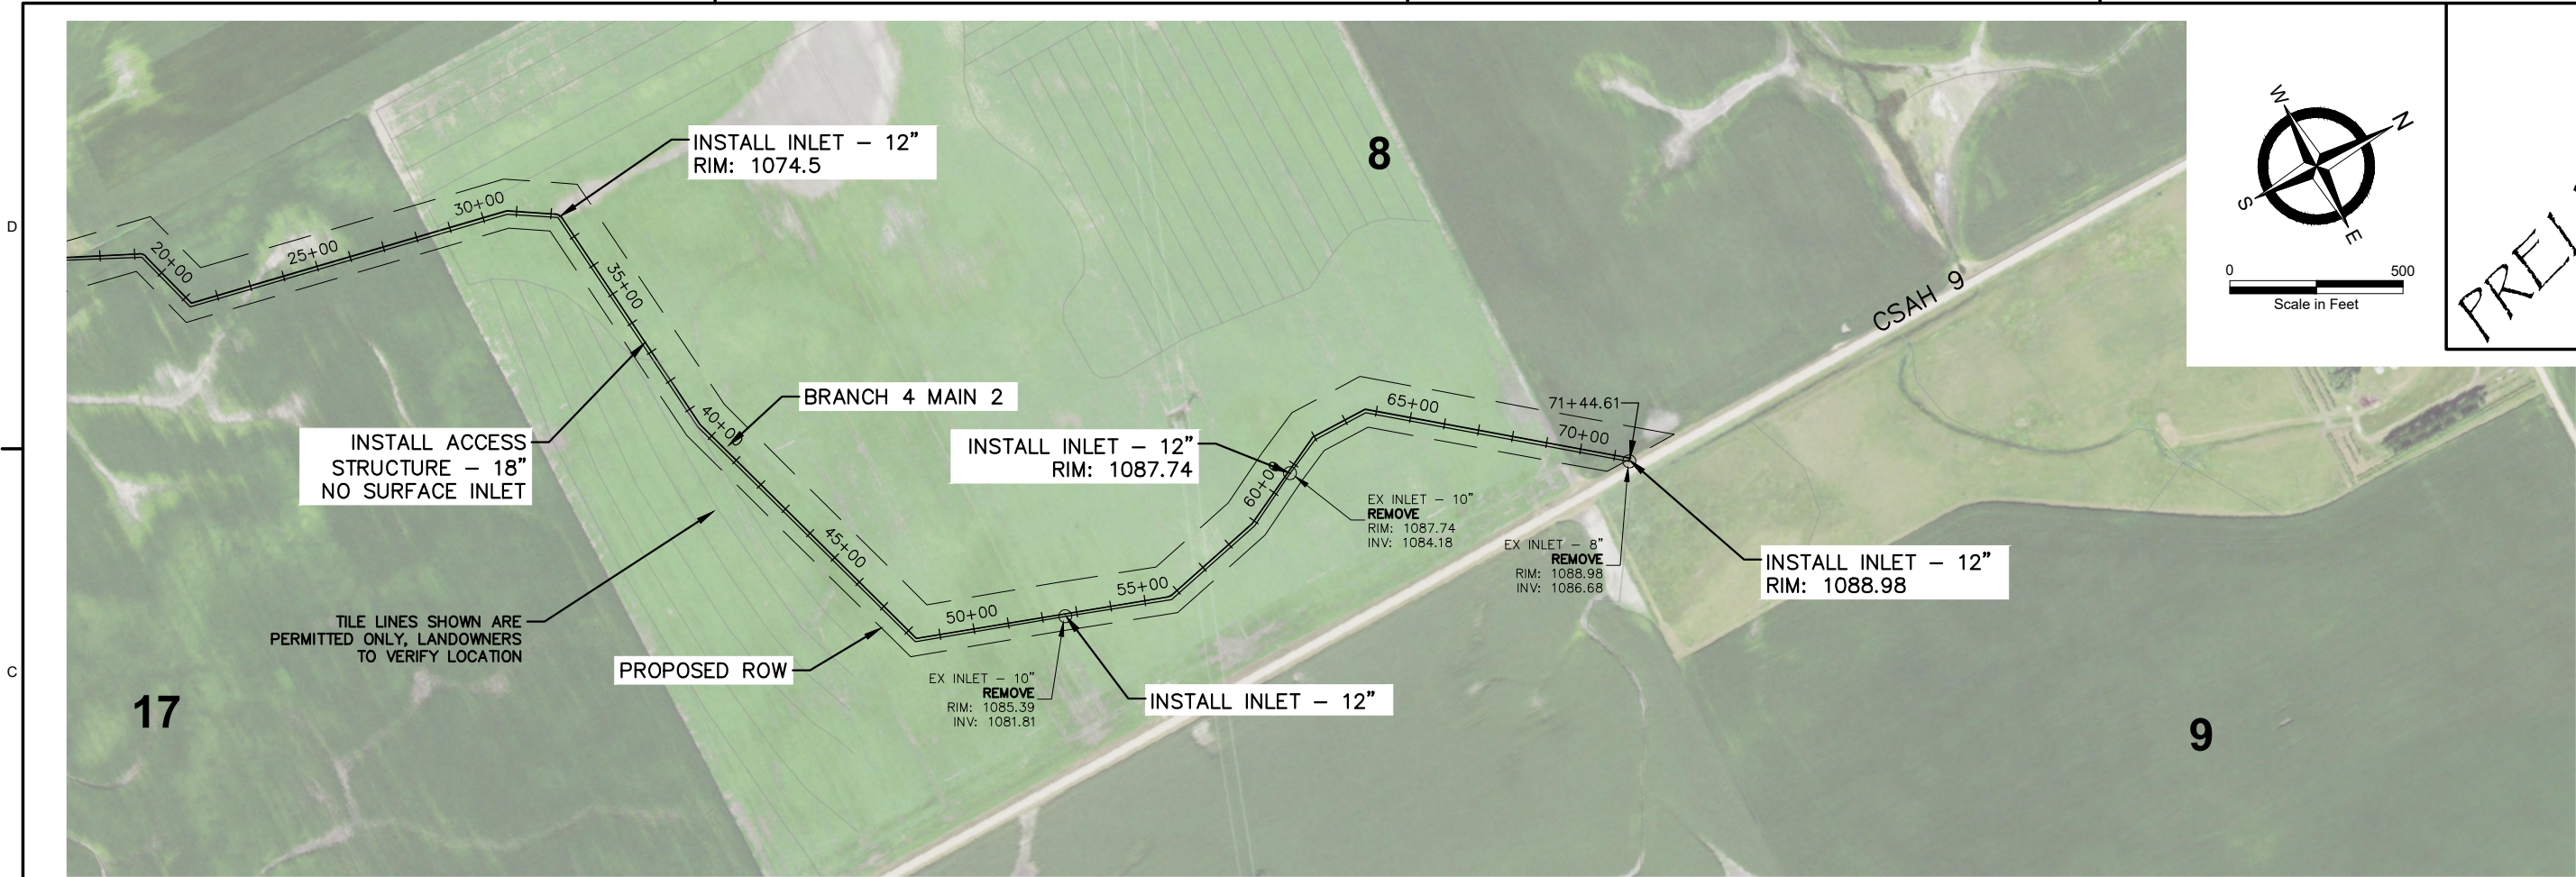 INSTALL INLET – 12"
RIM: 1074.5
8
W
N
S
E
0
500
Scale in Feet
D
20+00
25+00
30+00
35+00
40+00
45+00
50+00
55+00
60+00
65+00
70+00
71+44.61
CSAH 9
BRANCH 4 MAIN 2
INSTALL ACCESS
STRUCTURE – 18"
NO SURFACE INLET
INSTALL INLET – 12"
RIM: 1087.74
EX INLET – 10"
REMOVE
RIM: 1087.74
INV: 1084.18
EX INLET – 8"
REMOVE
RIM: 1088.98
INV: 1086.68
INSTALL INLET – 12"
RIM: 1088.98
TILE LINES SHOWN ARE
PERMITTED ONLY, LANDOWNERS
TO VERIFY LOCATION
PROPOSED ROW
EX INLET – 10"
REMOVE
RIM: 1085.39
INV: 1081.81
INSTALL INLET – 12"
C
17
9